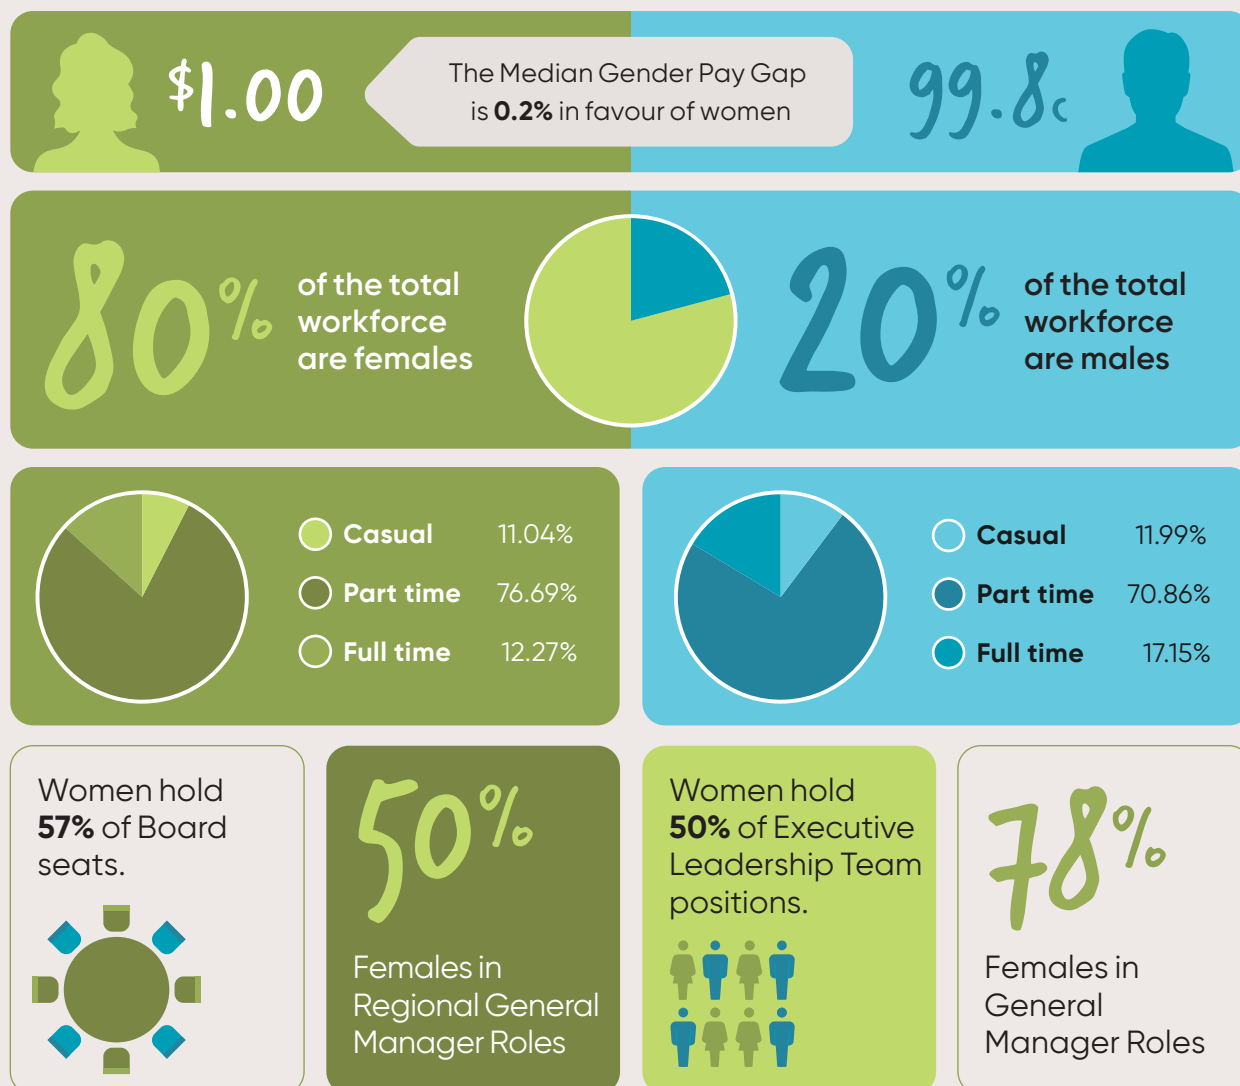 $1.00
The Median Gender Pay Gap
is 0.2% in favour of women
99.8c
80%
of the total
workforce
are females
20%
of the total
workforce
are males
Casual 11.04%
Part time 76.69%
Full time 12.27%
Casual 11.99%
Part time 70.86%
Full time 17.15%
Women hold
57% of Board
seats.
50%
Females in
Regional General
Manager Roles
Women hold
50% of Executive
Leadership Team
positions.
78%
Females in
General
Manager Roles